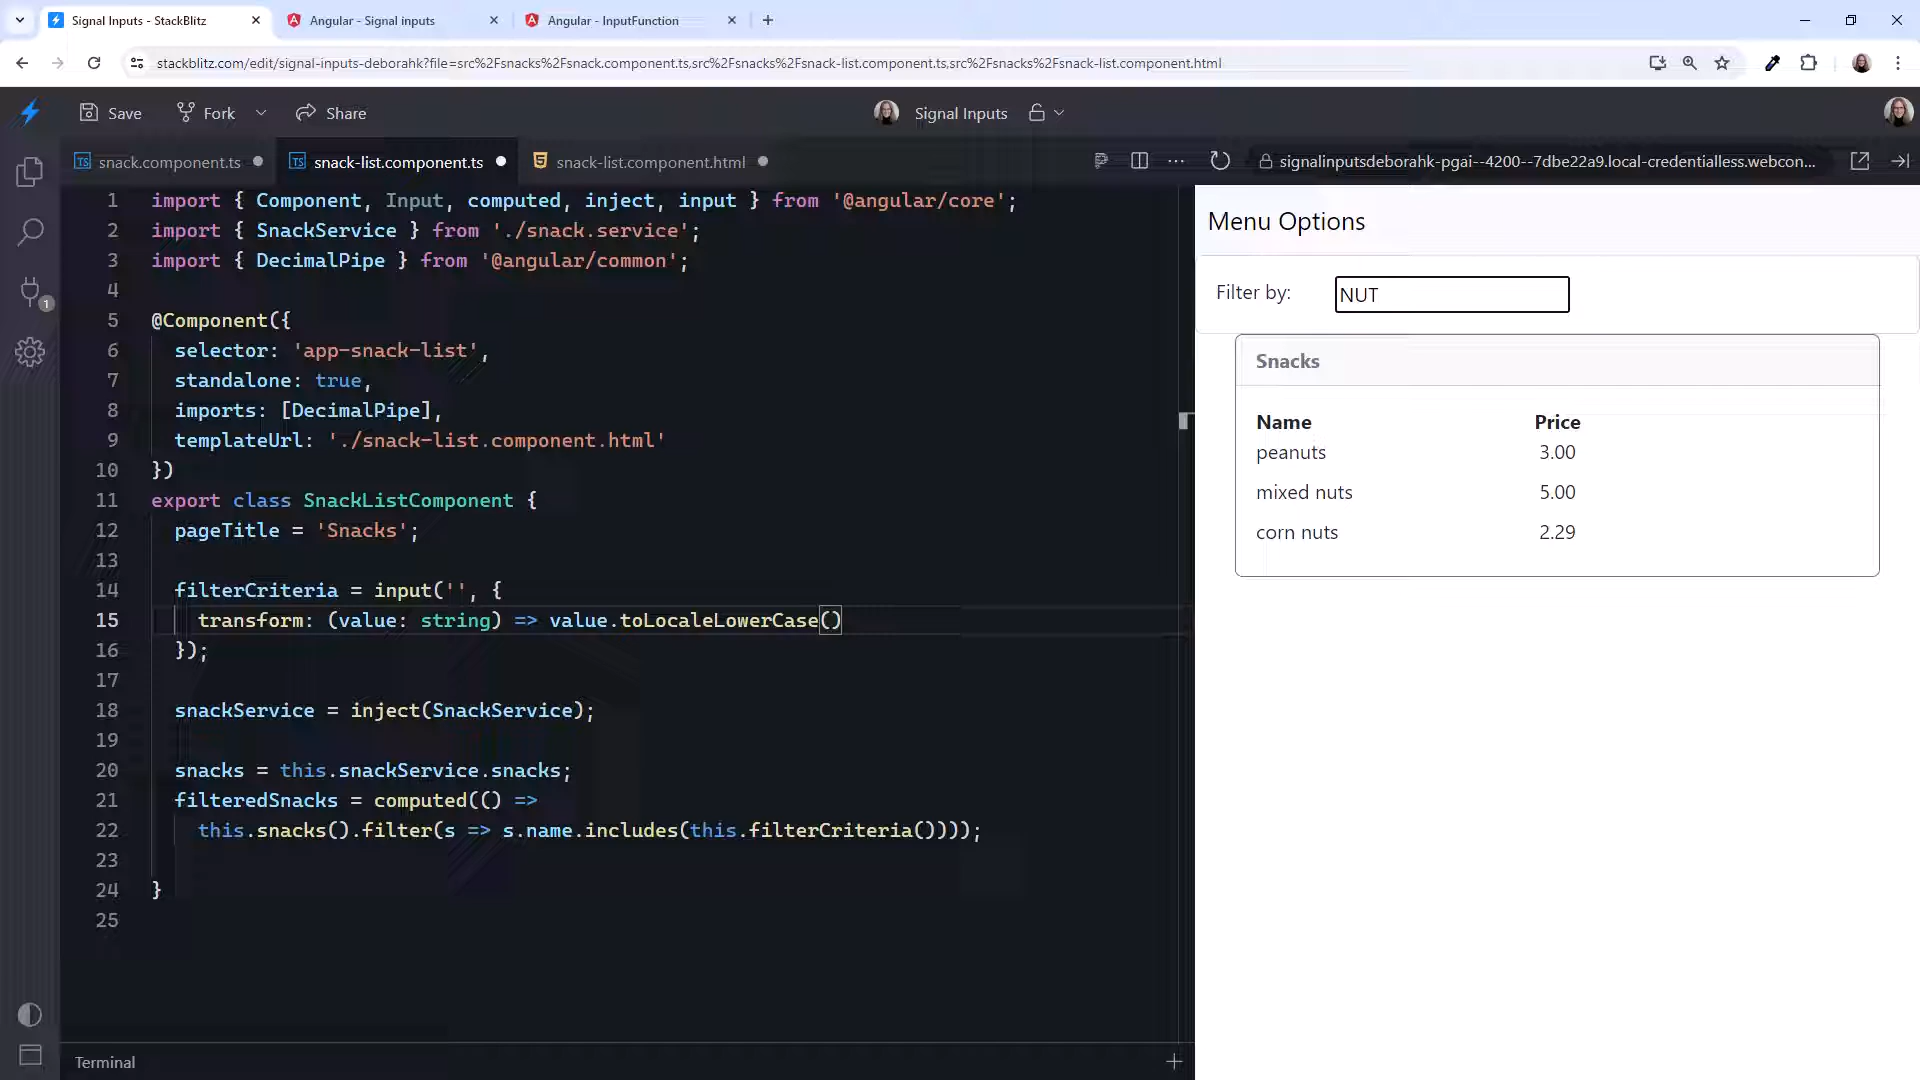 Signal Inputs - StackBlitz
Angular - Signal inputs
Angular - InputFunction
stackblitz.com/edit/signal-inputs-deborahk?file=src%2Fsnacks%2Fsnack.component.ts,src%2Fsnacks%2Fsnack-list.component.ts,src%2Fsnacks%2Fsnack-list.component.html
Save
Fork
Share
Signal Inputs
TS snack.component.ts
TS snack-list.component.ts
snack-list.component.html
signalinputsdeborahk-pgai--4200--7dbe22a9.local-credentialless.webcon...
1 import { Component, Input, computed, inject, input } from '@angular/core';
2 import { SnackService } from './snack.service';
3 import { DecimalPipe } from '@angular/common';
4
5 @Component({
6 selector: 'app-snack-list',
7 standalone: true,
8 imports: [DecimalPipe],
9 templateUrl: './snack-list.component.html'
10 })
11 export class SnackListComponent {
12 pageTitle = 'Snacks';
13
14 filterCriteria = input('', {
15 transform: (value: string) => value.toLocaleLowerCase()
16 });
17
18 snackService = inject(SnackService);
19
20 snacks = this.snackService.snacks;
21 filteredSnacks = computed(() =>
22 this.snacks().filter(s => s.name.includes(this.filterCriteria())));
23
24 }
25
1
Terminal
Menu Options
Filter by: NUT
Snacks
Name Price
peanuts 3.00
mixed nuts 5.00
corn nuts 2.29